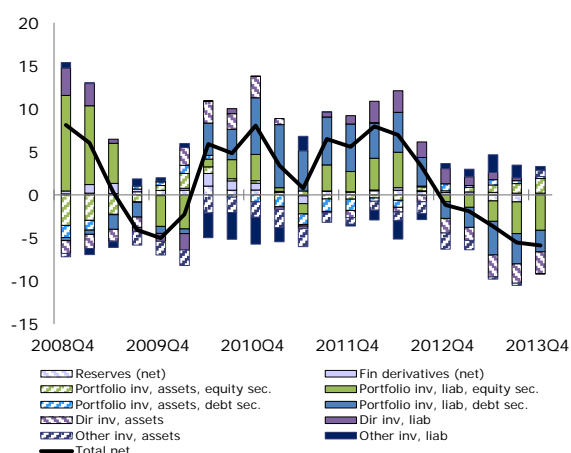 20
15
10
5
0
-5
-10
-15
2008Q4 2009Q4 2010Q4 2011Q4 2012Q4 2013Q4
Reserves (net) Fin derivatives (net)
Portfolio inv, assets, equity sec. Portfolio inv, liab, equity sec.
Portfolio inv, assets, debt sec. Portfolio inv, liab, debt sec.
Dir inv, assets Dir inv, liab
Other inv, assets Other inv, liab
Total net